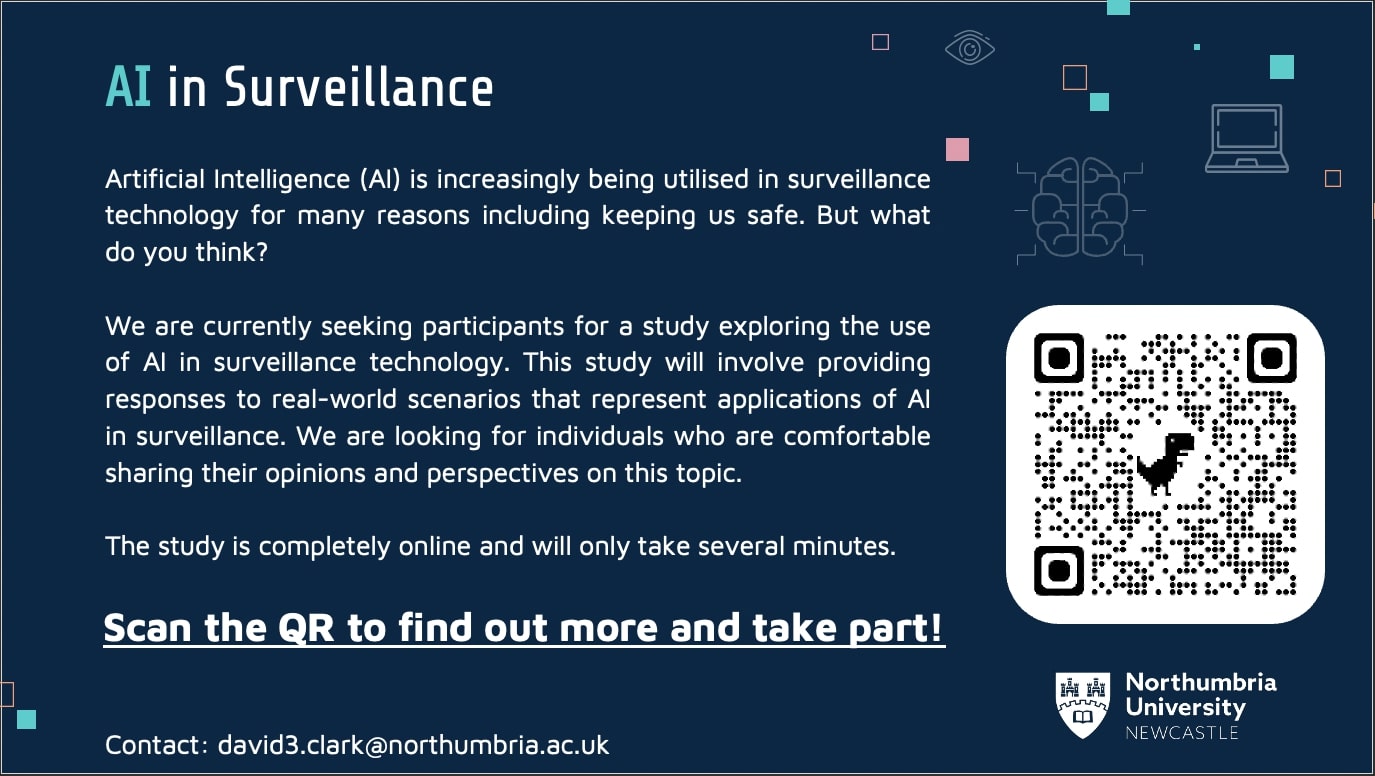 AI in Surveillance
Artificial Intelligence (AI) is increasingly being utilised in surveillance
technology for many reasons including keeping us safe. But what
do you think?
We are currently seeking participants for a study exploring the use
of AI in surveillance technology. This study will involve providing
responses to real-world scenarios that represent applications of AI
in surveillance. We are looking for individuals who are comfortable
sharing their opinions and perspectives on this topic.
The study is completely online and will only take several minutes.
Scan the QR to find out more and take part!
Contact: david3.clark@northumbria.ac.uk
Northumbria
University
NEWCASTLE